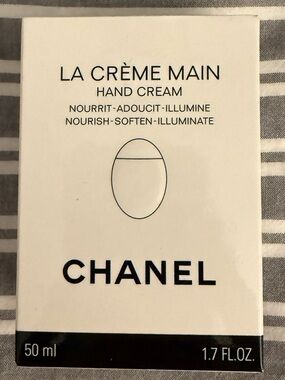 LA CRÈME MAIN
HAND CREAM
NOURRIT-ADOUCIT-ILLUMINE
NOURISH-SOFTEN-ILLUMINATE
CHANEL
50 ml 1.7 FL.OZ.